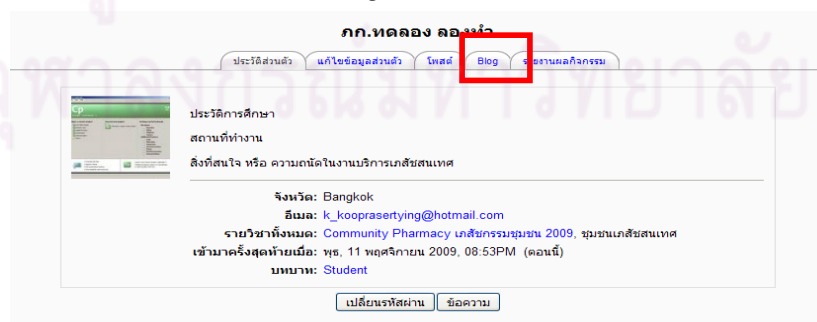 ภก.ทดลอง ลองทำ
ประวัติส่วนตัว แก้ไขข้อมูลส่วนตัว โพสต์ Blog รายงานผลกิจกรรม
ประวัติการศึกษา
สถานที่ทำงาน
สิ่งที่สนใจ หรือ ความถนัดในงานบริการเภสัชสนเทศ
จังหวัด: Bangkok
อีเมล: k_kooprasertying@hotmail.com
รายวิชาทั้งหมด: Community Pharmacy เภสัชกรรมชุมชน 2009, ชุมชนเภสัชสนเทศ
เข้ามาครั้งสุดท้ายเมื่อ: พุธ, 11 พฤศจิกายน 2009, 08:53PM (ตอนนี้)
บทบาท: Student
เปลี่ยนรหัสผ่าน ข้อความ